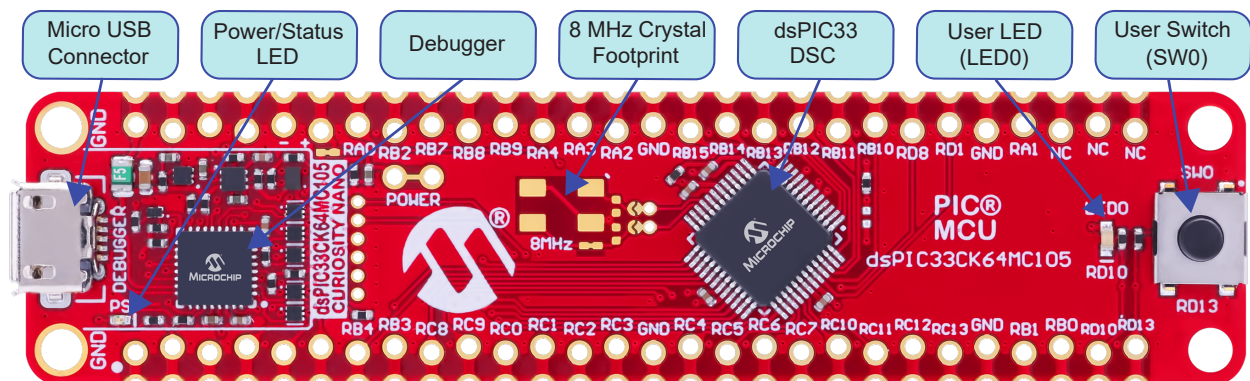 Micro USB
Connector
Power/Status
LED
Debugger
8 MHz Crystal
Footprint
dsPIC33
DSC
User LED
(LED0)
User Switch
(SW0)
GND
- +
RA0
RB2
RB7
RB8
RB9
RA4
RA3
RA2
GND
RB15
RB14
RB13
RB12
RB11
RB10
RD8
RD1
GND
RA1
NC
NC
NC
F5
DEBUGGER
PS
MICROCHIP
dsPIC33CK64MC105
CURIOSITY NANO
POWER
®
8MHz
MICROCHIP
PIC®
MCU
dsPIC33CK64MC105
RD10
SW0
RD13
GND
RB4
RB3
RC8
RC9
RC0
RC1
RC2
RC3
GND
RC4
RC5
RC6
RC7
RC10
RC11
RC12
RC13
GND
RB1
RB0
RD10
RD13